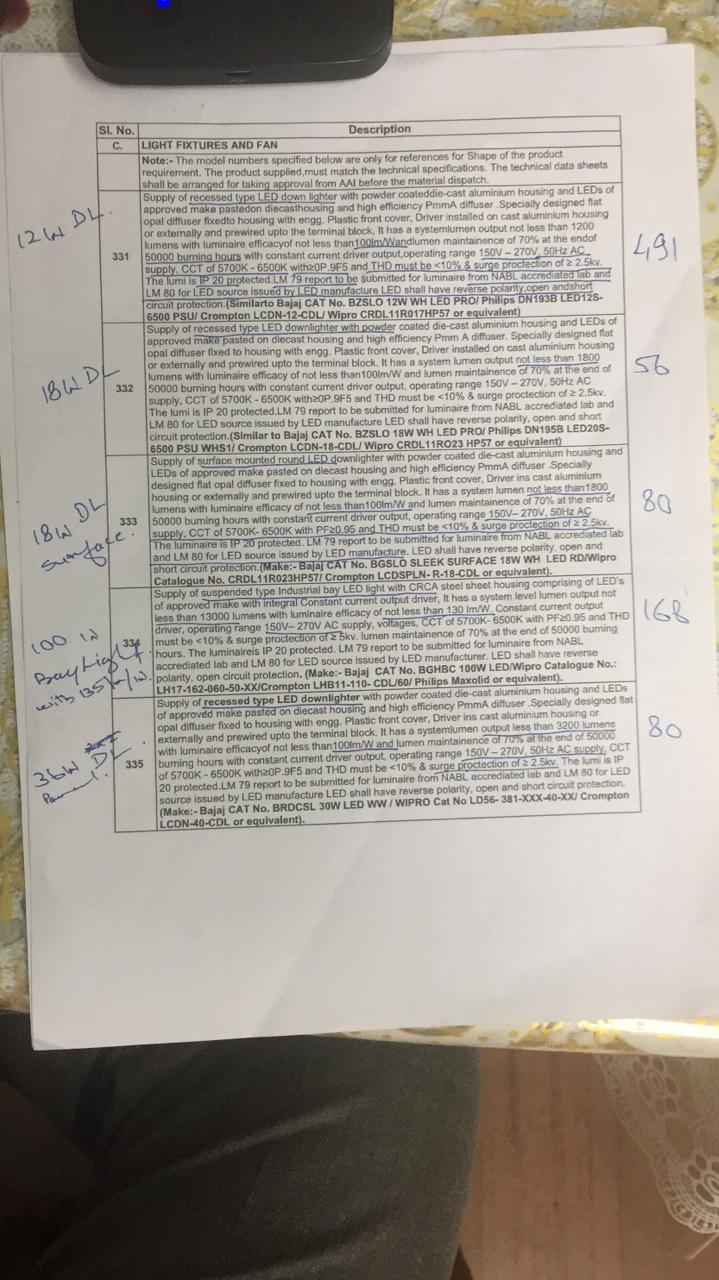 Sl. No. Description
C. LIGHT FIXTURES AND FAN
Note:- The model numbers specified below are only for references for Shape of the product
requirement. The product supplied,must match the technical specifications. The technical data sheets
shall be arranged for taking approval from AAI before the material dispatch.
12W DL.
331
Supply of recessed type LED down lighter with powder coateddie-cast aluminium housing and LEDs of
approved make pastedon diecasthousing and high efficiency PmmA diffuser .Specially designed flat
opal diffuser fixedto housing with engg. Plastic front cover, Driver installed on cast aluminium housing
or externally and prewired upto the terminal block. It has a systemlumen output not less than 1200
lumens with luminaire efficacyof not less than100lm/Wandlumen maintainence of 70% at the endof
50000 burning hours with constant current driver output,operating range 150V – 270V, 50Hz AC
supply, CCT of 5700K - 6500K with≥0P.9F5 and THD must be <10% & surge proctection of ≥ 2.5kv.
The lumi is IP 20 protected.LM 79 report to be submitted for luminaire from NABL accrediated lab and
LM 80 for LED source issued by LED manufacture LED shall have reverse polarity,open andshort
circuit protection.(Similarto Bajaj CAT No. BZSLO 12W WH LED PRO/ Philips DN193B LED12S-
6500 PSU/ Crompton LCDN-12-CDL/ Wipro CRDL11R017HP57 or equivalent)
491
18W DL
332
Supply of recessed type LED downlighter with powder coated die-cast aluminium housing and LEDs of
approved make pasted on diecast housing and high efficiency Pmm A diffuser. Specially designed flat
opal diffuser fixed to housing with engg. Plastic front cover, Driver installed on cast aluminium housing
or externally and prewired upto the terminal block. It has a system lumen output not less than 1800
lumens with luminaire efficacy of not less than100lm/W and lumen maintainence of 70% at the end of
50000 burning hours with constant current driver output, operating range 150V – 270V, 50Hz AC
supply, CCT of 5700K - 6500K with≥0P.9F5 and THD must be <10% & surge proctection of ≥ 2.5kv.
The lumi is IP 20 protected.LM 79 report to be submitted for luminaire from NABL accrediated lab and
LM 80 for LED source issued by LED manufacture LED shall have reverse polarity, open and short
circuit protection.(Similar to Bajaj CAT No. BZSLO 18W WH LED PRO/ Philips DN195B LED20S-
6500 PSU WHS1/ Crompton LCDN-18-CDL/ Wipro CRDL11RO23 HP57 or equivalent)
56
18W DL
Surface.
333
Supply of surface mounted round LED downlighter with powder coated die-cast aluminium housing and
LEDs of approved make pasted on diecast housing and high efficiency PmmA diffuser .Specially
designed flat opal diffuser fixed to housing with engg. Plastic front cover, Driver ins cast aluminium
housing or externally and prewired upto the terminal block. It has a system lumen not less than1800
lumens with luminaire efficacy of not less than100lm/W and lumen maintainence of 70% at the end of
50000 burning hours with constant current driver output, operating range 150V– 270V, 50Hz AC
supply, CCT of 5700K- 6500K with PF≥0.95 and THD must be <10% & surge proctection of ≥ 2.5kv.
The luminaire is IP 20 protected. LM 79 report to be submitted for luminaire from NABL accrediated lab
and LM 80 for LED source issued by LED manufacture. LED shall have reverse polarity, open and
short circuit protection.(Make:- Bajaj CAT No. BGSLO SLEEK SURFACE 18W WH LED RD/Wipro
Catalogue No. CRDL11R023HP57/ Crompton LCDSPLN- R-18-CDL or equivalent).
80
100 W
Bay Light
with 135 lm/w.
334
Supply of suspended type Industrial bay LED light with CRCA steel sheet housing comprising of LED's
of approved make with integral Constant current output driver, It has a system level lumen output not
less than 13000 lumens with luminaire efficacy of not less than 130 lm/W. Constant current output
driver, operating range 150V– 270V AC supply, voltages, CCT of 5700K- 6500K with PF≥0.95 and THD
must be <10% & surge proctection of ≥ 5kv. lumen maintainence of 70% at the end of 50000 burning
hours. The luminaireis IP 20 protected. LM 79 report to be submitted for luminaire from NABL
accrediated lab and LM 80 for LED source issued by LED manufacturer. LED shall have reverse
polarity, open circuit protection. (Make:- Bajaj CAT No. BGHBC 100W LED/Wipro Catalogue No.:
LH17-162-060-50-XX/Crompton LHB11-110- CDL/60/ Philips Maxolid or equivalent).
168
36W DL
335
Supply of recessed type LED downlighter with powder coated die-cast aluminium housing and LEDs
of approved make pasted on diecast housing and high efficiency PmmA diffuser .Specially designed flat
opal diffuser fixed to housing with engg. Plastic front cover, Driver ins cast aluminium housing or
externally and prewired upto the terminal block. It has a systemlumen output less than 3200 lumens
with luminaire efficacyof not less than100lm/W and lumen maintainence of 70% at the end of 50000
burning hours with constant current driver output, operating range 150V – 270V, 50Hz AC supply, CCT
of 5700K - 6500K with≥0P.9F5 and THD must be <10% & surge proctection of ≥ 2.5kv. The lumi is IP
20 protected.LM 79 report to be submitted for luminaire from NABL accrediated lab and LM 80 for LED
source issued by LED manufacture LED shall have reverse polarity, open and short circuit protection.
(Make:- Bajaj CAT No. BRDCSL 30W LED WW / WIPRO Cat No LD56- 381-XXX-40-XX/ Crompton
LCDN-40-CDL or equivalent).
80